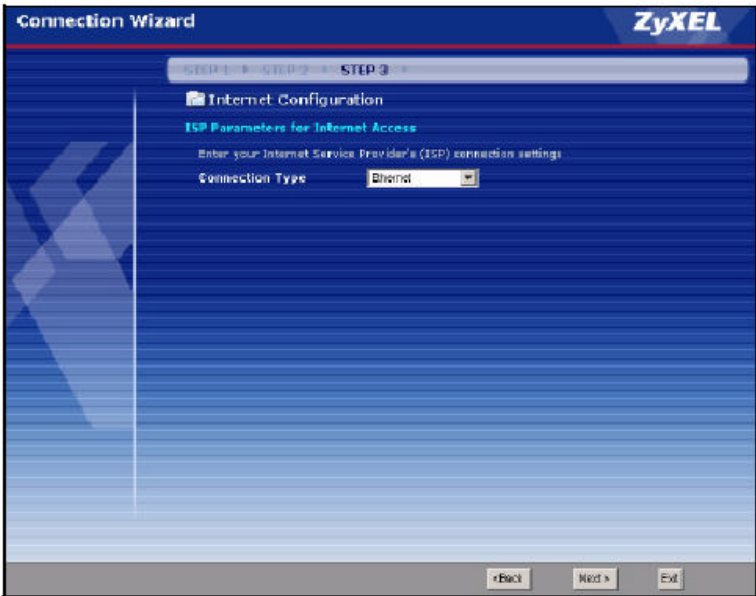 Connection Wizard
ZyXEL
STEP 1 STEP 2 STEP 3
Internet Configuration
ISP Parameters for Internet Access
Enter your Internet Service Provider's (ISP) connection settings
Connection Type Ethernet
<Back Next > Exit